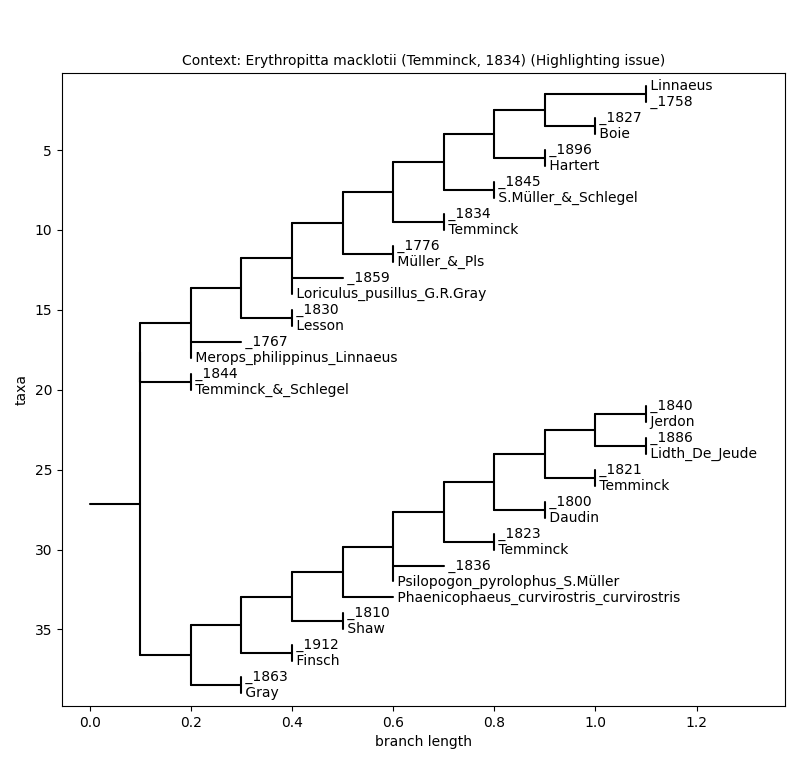 Context: Erythropitta macklotii (Temminck, 1834) (Highlighting issue)
Linnaeus
_1758
_1827
Boie
_1896
Hartert
_1845
S.Müller_&_Schlegel
_1834
Temminck
_1776
Müller_&_Pls
_1859
Loriculus_pusillus_G.R.Gray
_1830
Lesson
_1767
Merops_philippinus_Linnaeus
_1844
Temminck_&_Schlegel
_1840
Jerdon
_1886
Lidth_De_Jeude
_1821
Temminck
_1800
Daudin
_1823
Temminck
_1836
Psilopogon_pyrolophus_S.Müller
Phaenicophaeus_curvirostris_curvirostris
_1810
Shaw
_1912
Finsch
_1863
Gray
5
10
15
20
25
30
35
taxa
0.0 0.2 0.4 0.6 0.8 1.0 1.2
branch length